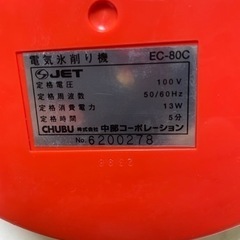 電気氷削り機 EC-80C
JET
定格電圧 100V
定格周波数 50/60Hz
定格消費電力 13W
定格時間 5分
CHUBU 株式会社 中部コーポレーション
No. 6200278